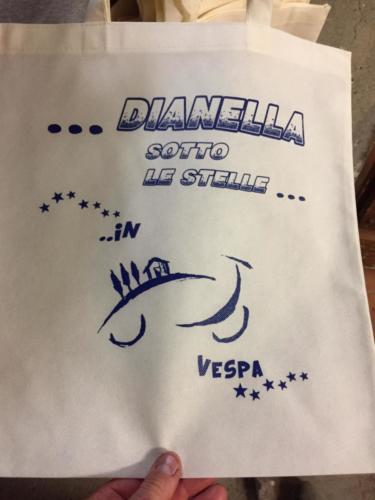 ... DIANELLA
SOTTO
LE STELLE ...
..iN
VESPA